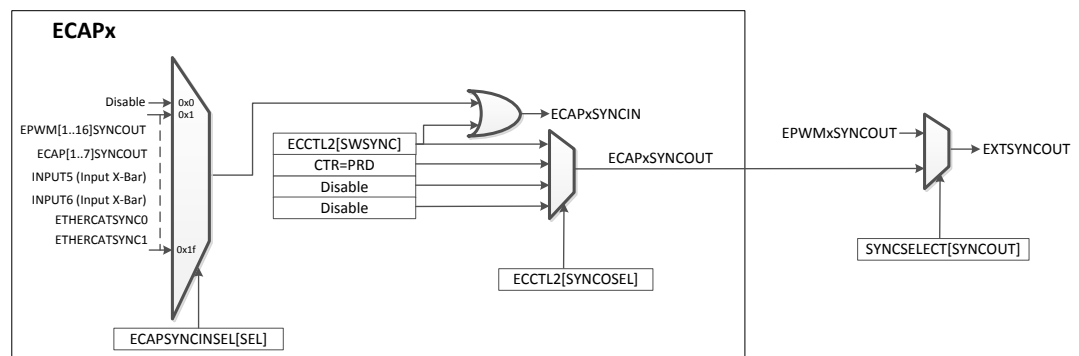 ECAPx
Disable
0x0
0x1
EPWM[1..16]SYNCOUT
ECAP[1..7]SYNCOUT
INPUT5 (Input X-Bar)
INPUT6 (Input X-Bar)
ETHERCATSYNC0
ETHERCATSYNC1
0x1f
ECAPSYNCINSEL[SEL]
ECAPxSYNCIN
ECCTL2[SWSYNC]
CTR=PRD
Disable
Disable
ECAPxSYNCOUT
ECCTL2[SYNCOSEL]
EPWMxSYNCOUT
EXTSYNCOUT
SYNCSELECT[SYNCOUT]